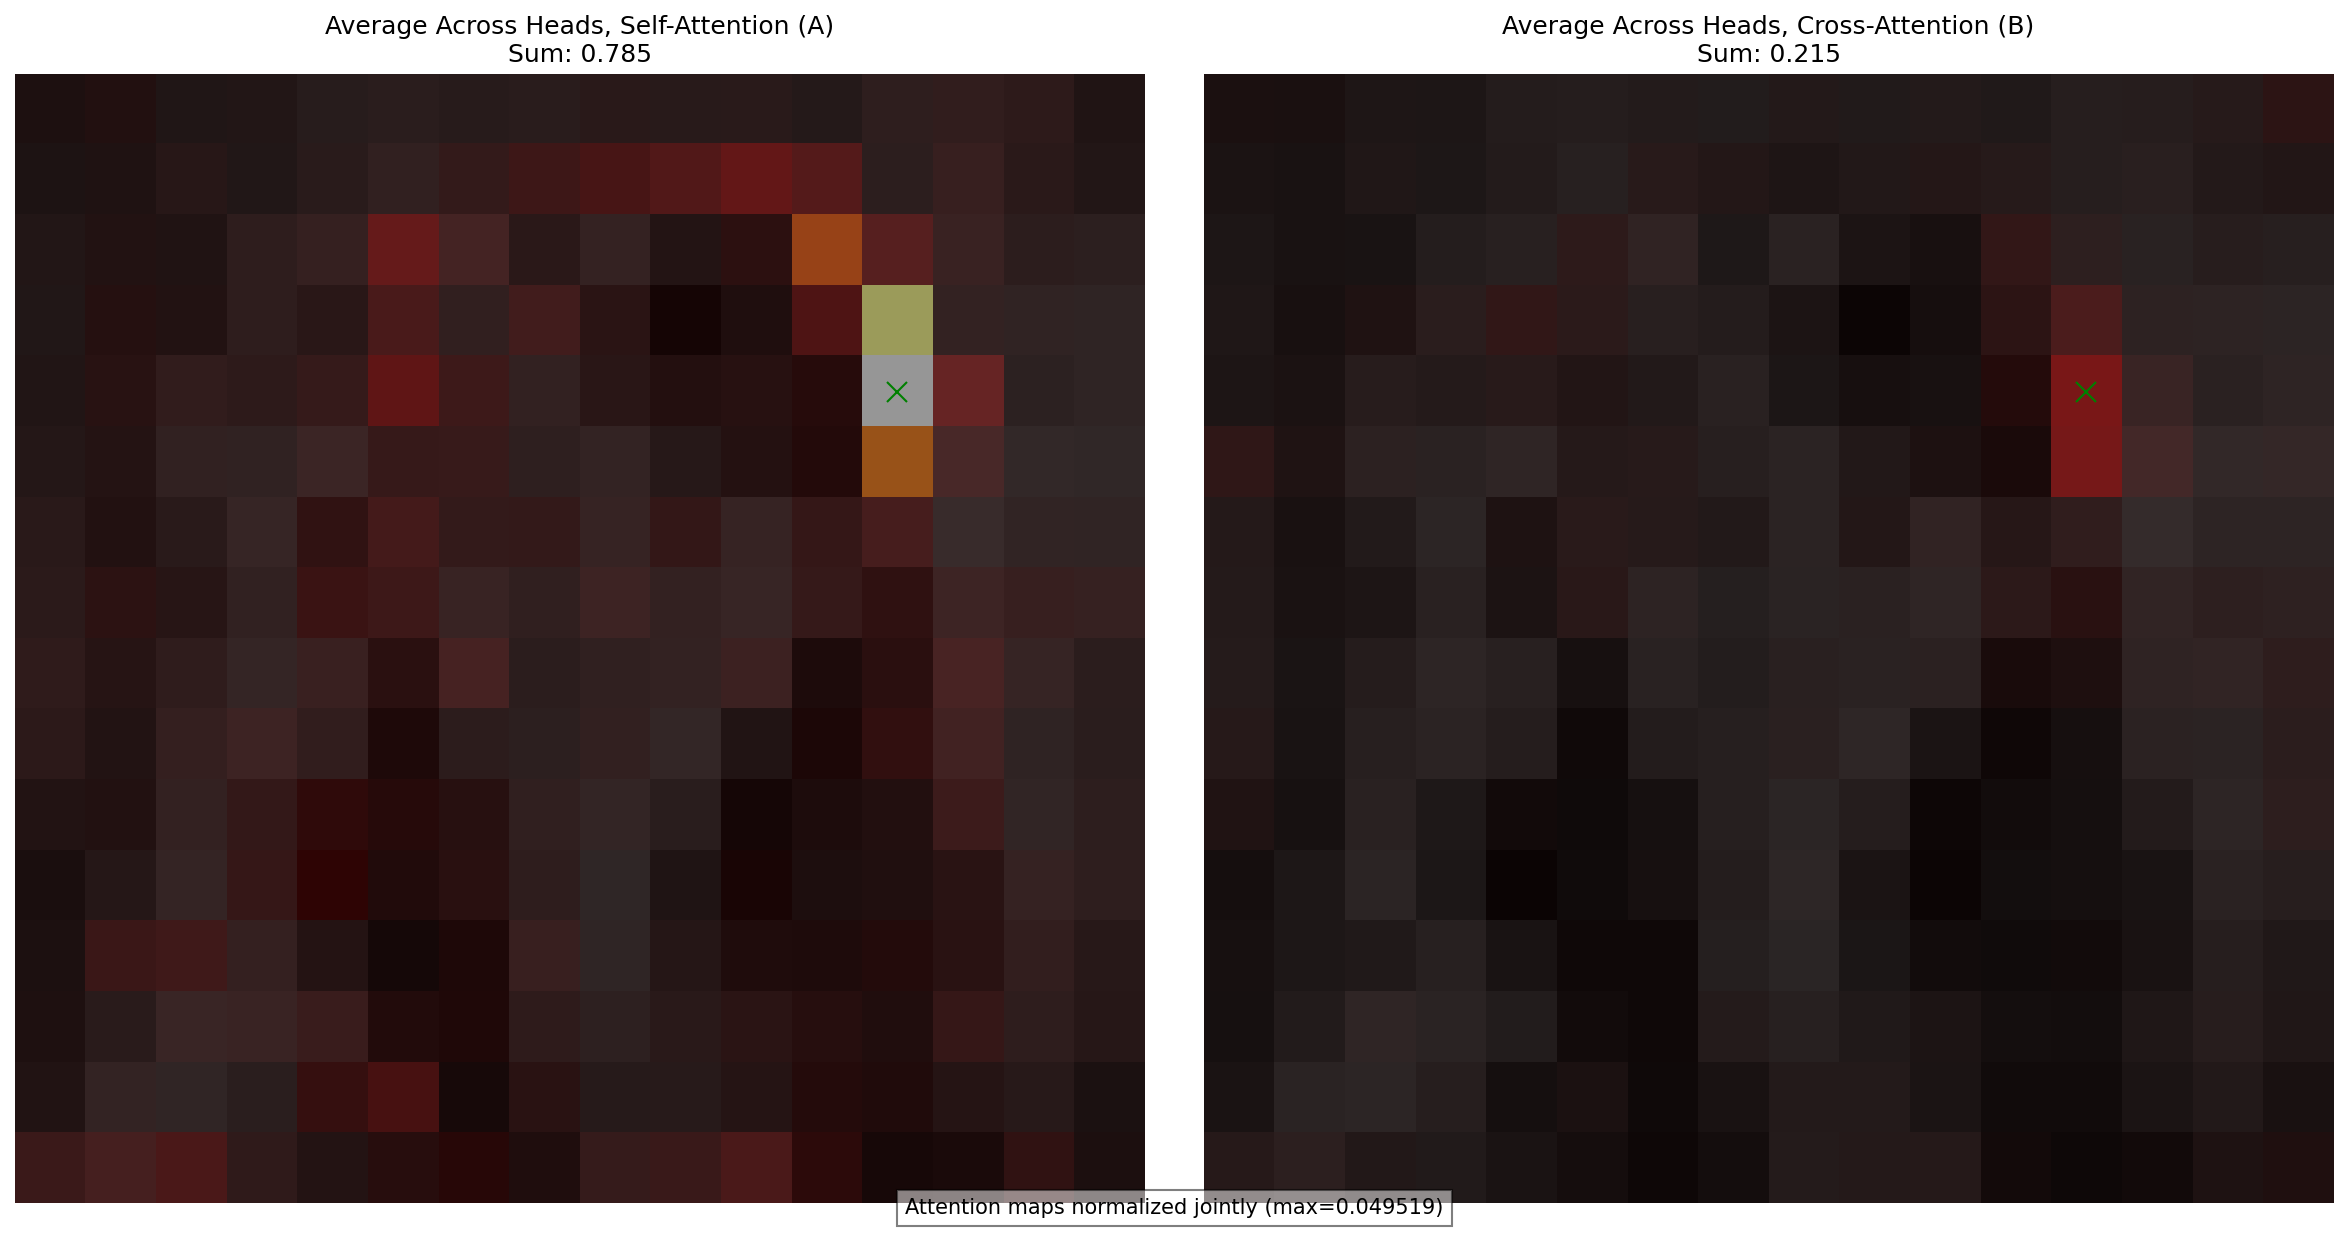 Average Across Heads, Self-Attention (A)
Sum: 0.785
Average Across Heads, Cross-Attention (B)
Sum: 0.215
Attention maps normalized jointly (max=0.049519)